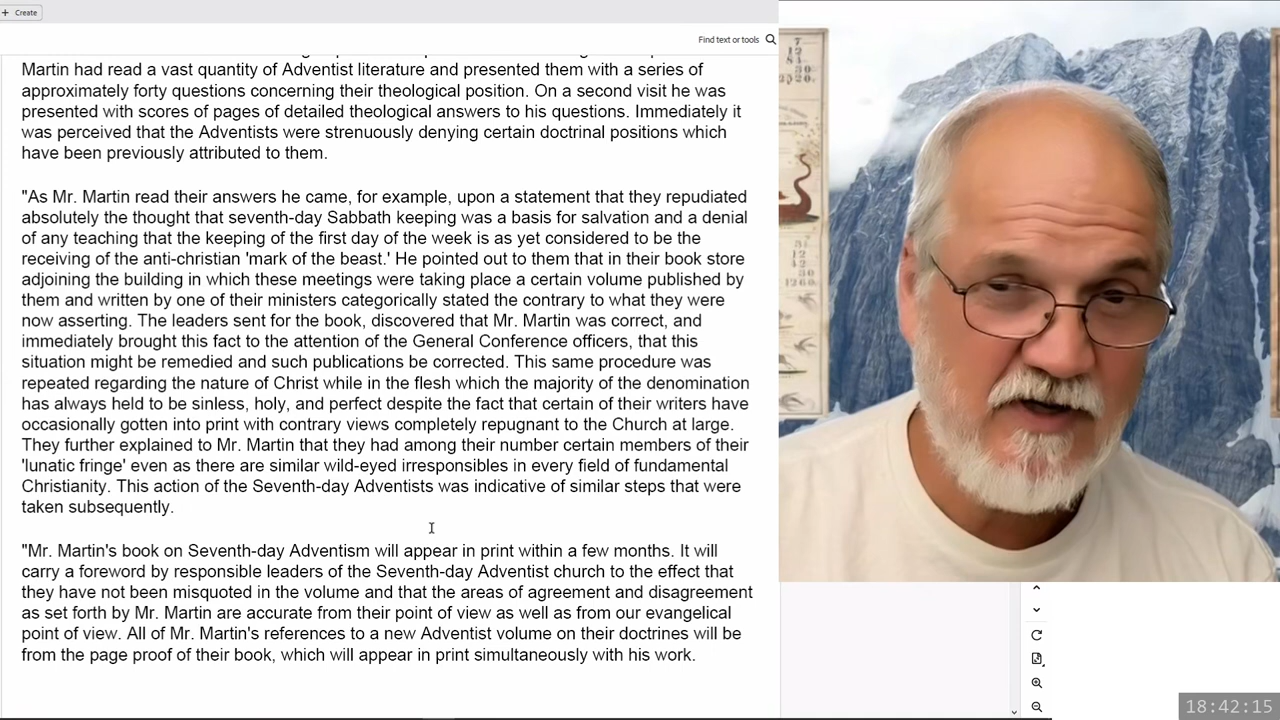 + Create
Find text or tools
Martin had read a vast quantity of Adventist literature and presented them with a series of
approximately forty questions concerning their theological position. On a second visit he was
presented with scores of pages of detailed theological answers to his questions. Immediately it
was perceived that the Adventists were strenuously denying certain doctrinal positions which
have been previously attributed to them.
"As Mr. Martin read their answers he came, for example, upon a statement that they repudiated
absolutely the thought that seventh-day Sabbath keeping was a basis for salvation and a denial
of any teaching that the keeping of the first day of the week is as yet considered to be the
receiving of the anti-christian 'mark of the beast.' He pointed out to them that in their book store
adjoining the building in which these meetings were taking place a certain volume published by
them and written by one of their ministers categorically stated the contrary to what they were
now asserting. The leaders sent for the book, discovered that Mr. Martin was correct, and
immediately brought this fact to the attention of the General Conference officers, that this
situation might be remedied and such publications be corrected. This same procedure was
repeated regarding the nature of Christ while in the flesh which the majority of the denomination
has always held to be sinless, holy, and perfect despite the fact that certain of their writers have
occasionally gotten into print with contrary views completely repugnant to the Church at large.
They further explained to Mr. Martin that they had among their number certain members of their
'lunatic fringe' even as there are similar wild-eyed irresponsibles in every field of fundamental
Christianity. This action of the Seventh-day Adventists was indicative of similar steps that were
taken subsequently.
"Mr. Martin's book on Seventh-day Adventism will appear in print within a few months. It will
carry a foreword by responsible leaders of the Seventh-day Adventist church to the effect that
they have not been misquoted in the volume and that the areas of agreement and disagreement
as set forth by Mr. Martin are accurate from their point of view as well as from our evangelical
point of view. All of Mr. Martin's references to a new Adventist volume on their doctrines will be
from the page proof of their book, which will appear in print simultaneously with his work.
18:42:15